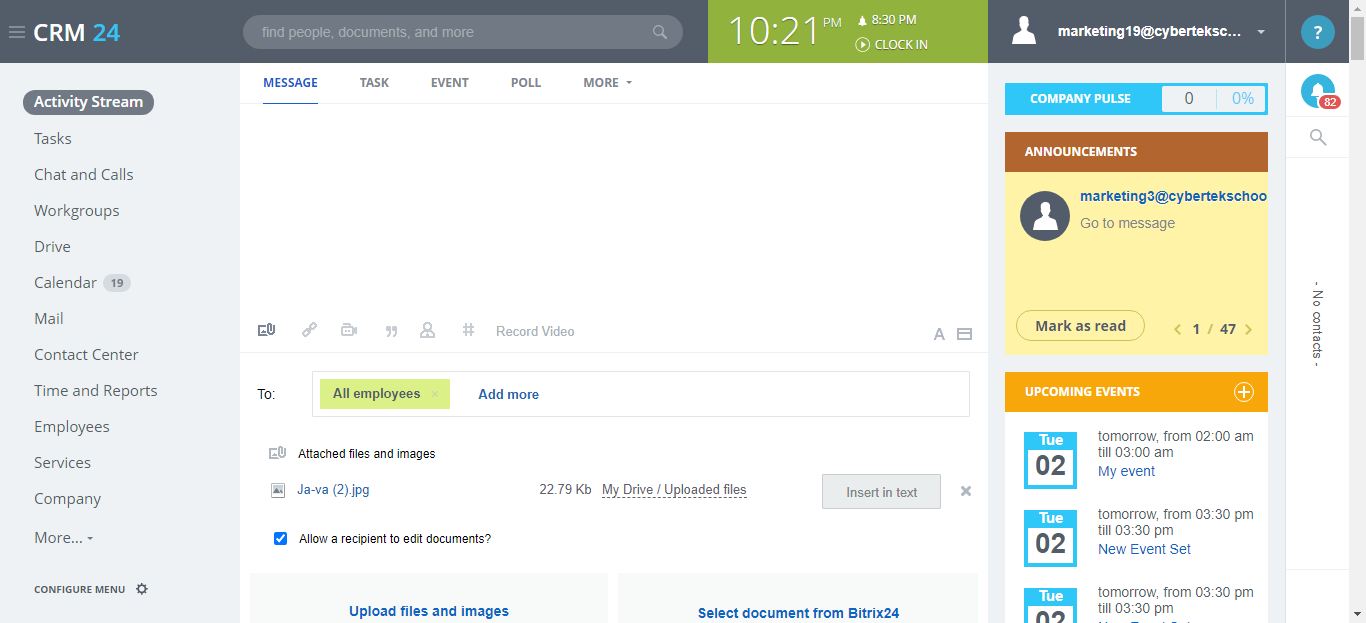 CRM 24
find people, documents, and more
10:21 PM
8:30 PM
CLOCK IN
marketing19@cyberteksc...
?
82
Activity Stream
Tasks
Chat and Calls
Workgroups
Drive
Calendar 19
Mail
Contact Center
Time and Reports
Employees
Services
Company
More...
CONFIGURE MENU
MESSAGE TASK EVENT POLL MORE
Record Video
A
To: All employees × Add more
Attached files and images
Ja-va (2).jpg 22.79 Kb My Drive / Uploaded files Insert in text
Allow a recipient to edit documents?
Upload files and images
Select document from Bitrix24
COMPANY PULSE 0 0%
ANNOUNCEMENTS
marketing3@cybertekschoo
Go to message
Mark as read 1 / 47
UPCOMING EVENTS
Tue
02
tomorrow, from 02:00 am
till 03:00 am
My event
Tue
02
tomorrow, from 03:30 pm
till 03:30 pm
New Event Set
Tue
02
tomorrow, from 03:30 pm
till 03:30 pm
- No contacts -